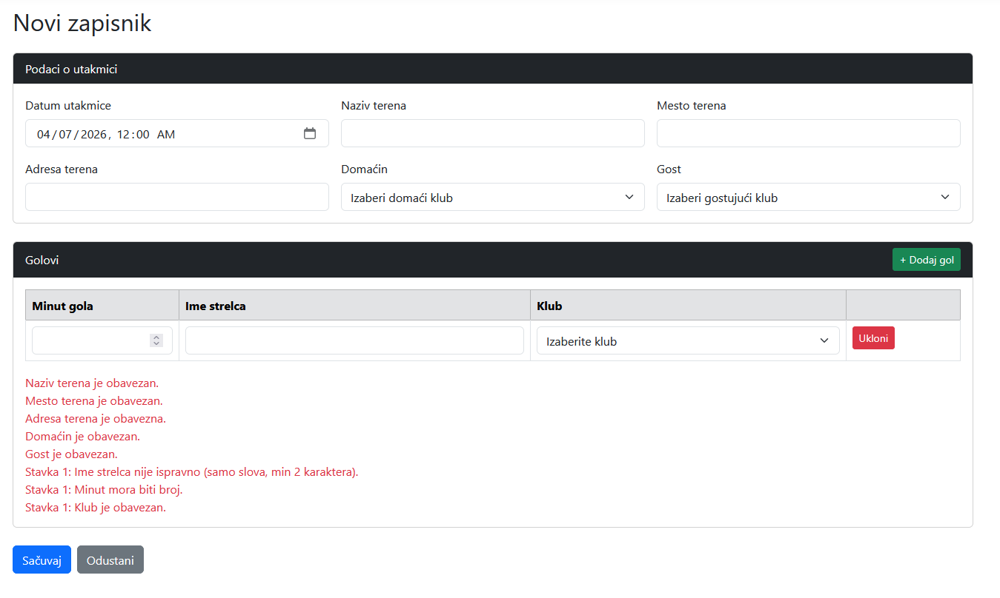 Novi zapisnik
Podaci o utakmici
Datum utakmice Naziv terena Mesto terena
04/07/2026, 12:00 AM
Adresa terena Domaćin Gost
Izaberi domaći klub Izaberi gostujući klub
Golovi + Dodaj gol
Minut gola Ime strelca Klub
Izaberite klub Ukloni
Naziv terena je obavezan.
Mesto terena je obavezan.
Adresa terena je obavezna.
Domaćin je obavezan.
Gost je obavezan.
Stavka 1: Ime strelca nije ispravno (samo slova, min 2 karaktera).
Stavka 1: Minut mora biti broj.
Stavka 1: Klub je obavezan.
Sačuvaj Odustani